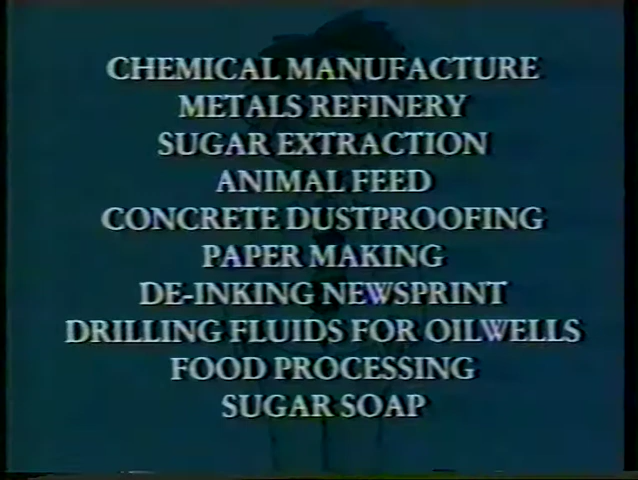 CHEMICAL MANUFACTURE
METALS REFINERY
SUGAR EXTRACTION
ANIMAL FEED
CONCRETE DUSTPROOFING
PAPER MAKING
DE-INKING NEWSPRINT
DRILLING FLUIDS FOR OILWELLS
FOOD PROCESSING
SUGAR SOAP